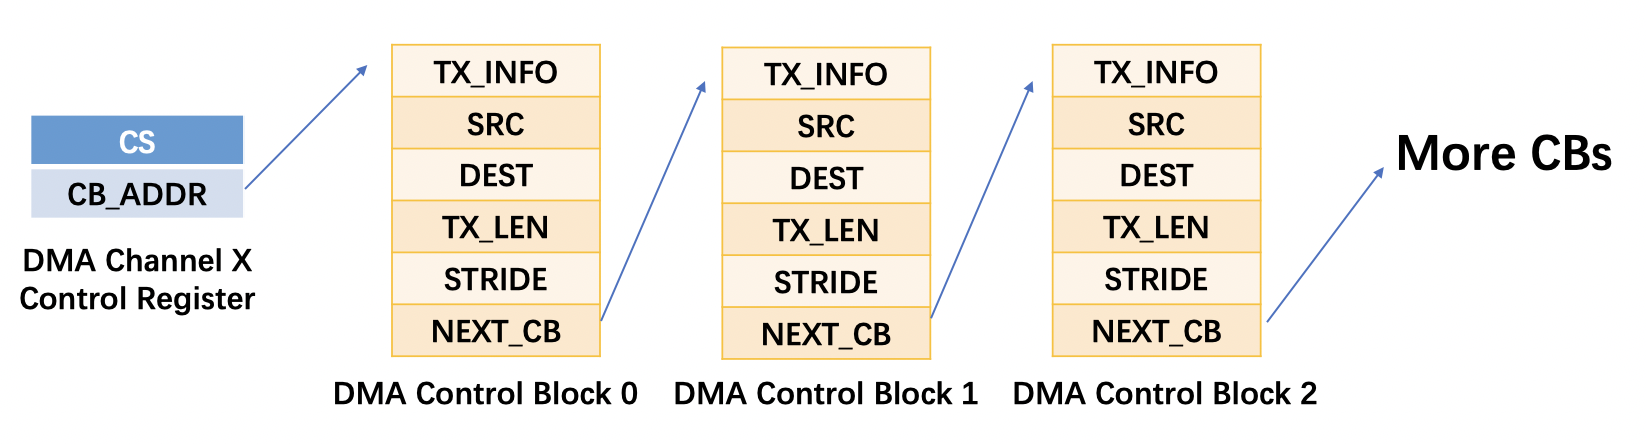 CS
CB_ADDR
DMA Channel X
Control Register
TX_INFO
SRC
DEST
TX_LEN
STRIDE
NEXT_CB
DMA Control Block 0
TX_INFO
SRC
DEST
TX_LEN
STRIDE
NEXT_CB
DMA Control Block 1
TX_INFO
SRC
DEST
TX_LEN
STRIDE
NEXT_CB
DMA Control Block 2
More CBs